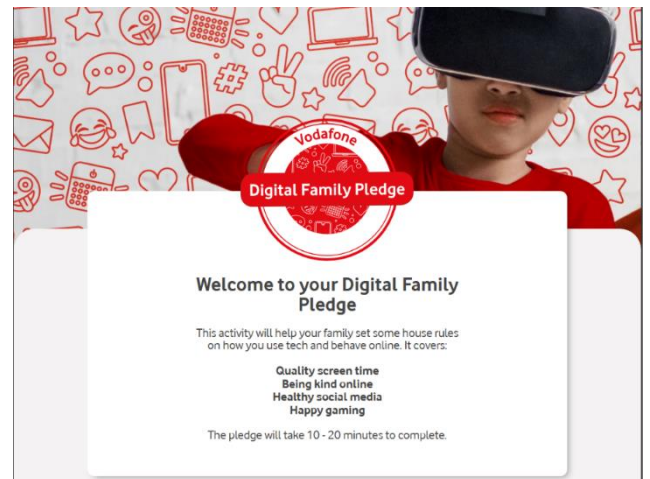 Vodafone
Digital Family Pledge
Welcome to your Digital Family
Pledge
This activity will help your family set some house rules
on how you use tech and behave online. It covers:
Quality screen time
Being kind online
Healthy social media
Happy gaming
The pledge will take 10 - 20 minutes to complete.